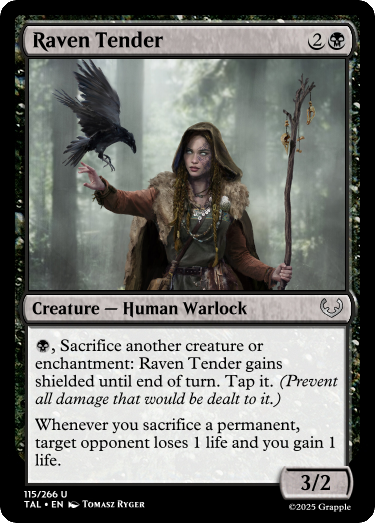 Raven Tender 2
Creature — Human Warlock
, Sacrifice another creature or
enchantment: Raven Tender gains
shielded until end of turn. Tap it. (Prevent
all damage that would be dealt to it.)
Whenever you sacrifice a permanent,
target opponent loses 1 life and you gain 1
life.
3/2
115/266 U
TAL • EN Tomasz Ryger
©2025 Grapple